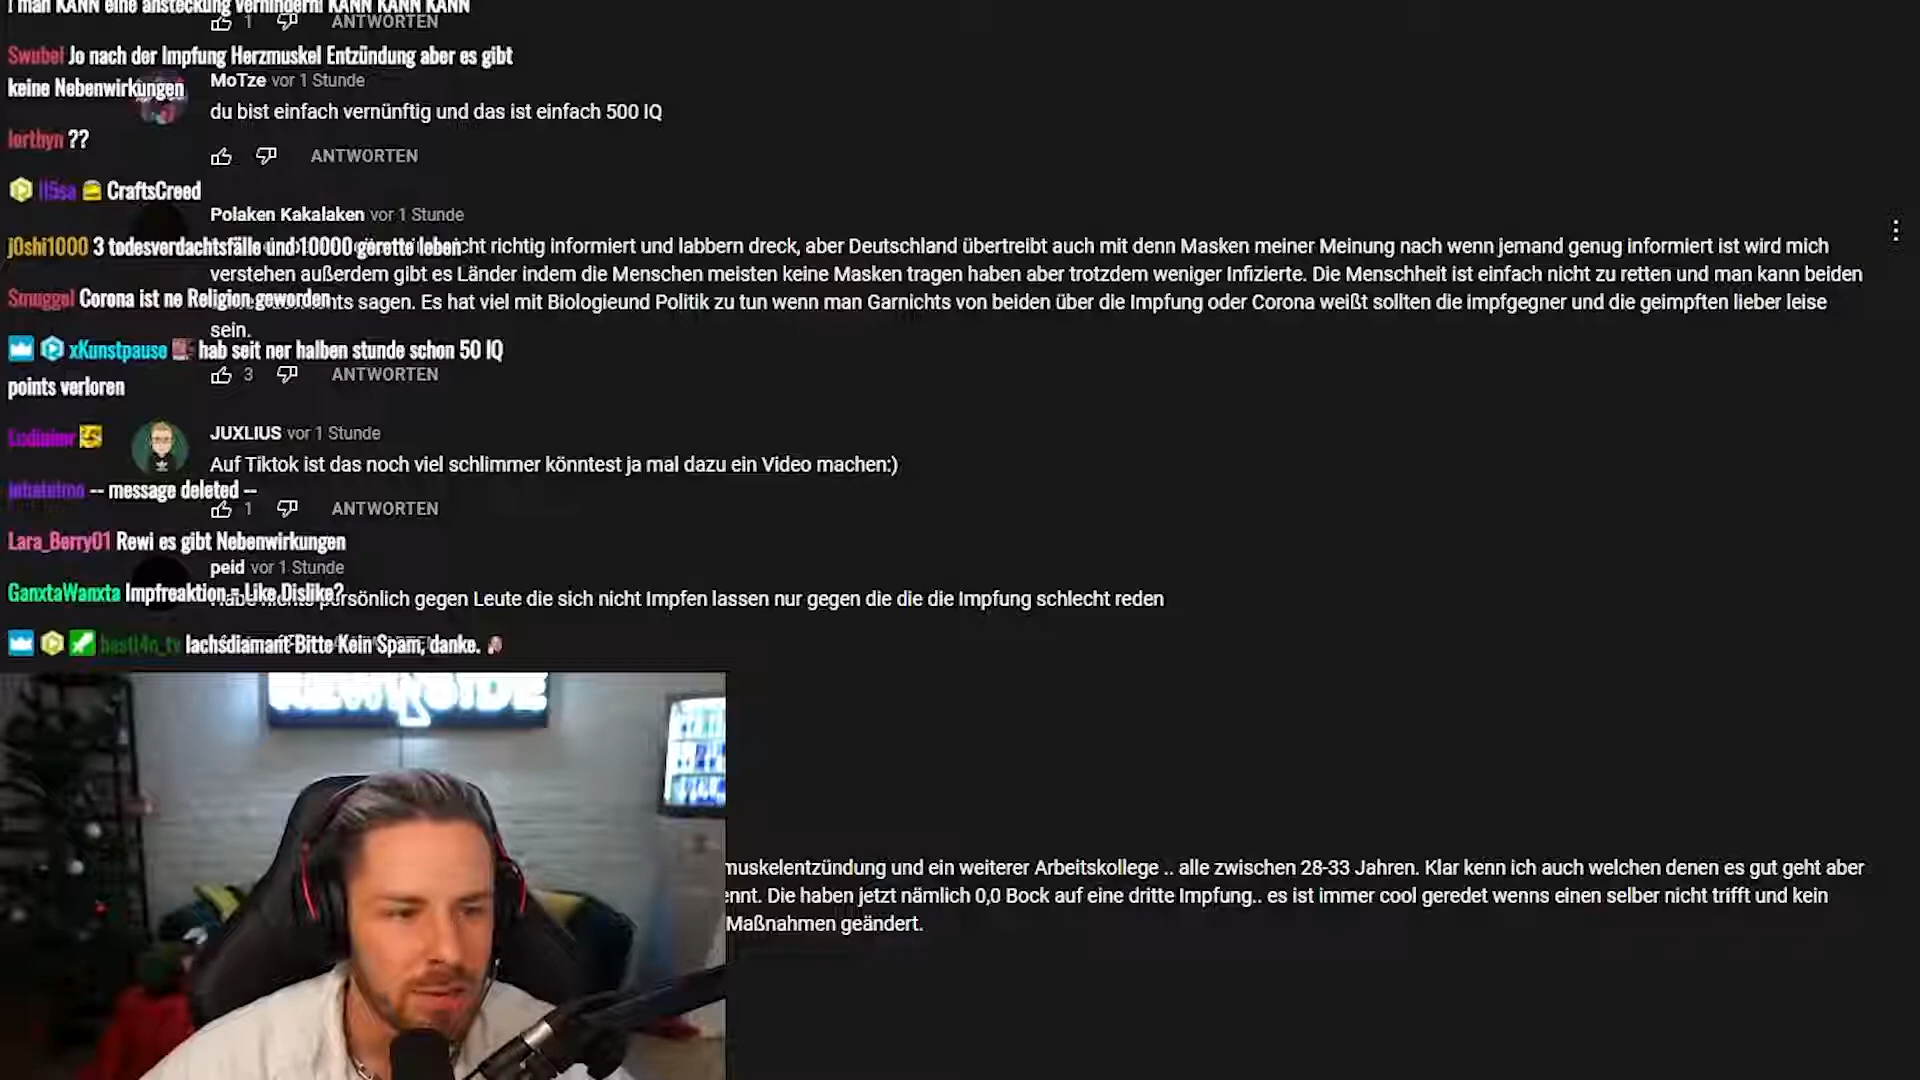 ! man KANN eine ansteckung verhindern! KANN KANN KANN
1 ANTWORTEN
Swubei Jo nach der Impfung Herzmuskel Entzündung aber es gibt
keine Nebenwirkungen
MoTze vor 1 Stunde
du bist einfach vernünftig und das ist einfach 500 IQ
lorthyn ??
ANTWORTEN
ll5sa CraftsCreed
Polaken Kakalaken vor 1 Stunde
j0shi1000 3 todesverdachtsfälle und 10000 gerette leben
cht richtig informiert und labbern dreck, aber Deutschland übertreibt auch mit denn Masken meiner Meinung nach wenn jemand genug informiert ist wird mich
verstehen außerdem gibt es Länder indem die Menschen meisten keine Masken tragen haben aber trotzdem weniger Infizierte. Die Menschheit ist einfach nicht zu retten und man kann beiden
Smuggel Corona ist ne Religion geworden
hts sagen. Es hat viel mit Biologieund Politik zu tun wenn man Garnichts von beiden über die Impfung oder Corona weißt sollten die impfgegner und die geimpften lieber leise
sein.
xKunstpause hab seit ner halben stunde schon 50 IQ
points verloren
3 ANTWORTEN
JUXLIUS vor 1 Stunde
Auf Tiktok ist das noch viel schlimmer könntest ja mal dazu ein Video machen:)
-- message deleted --
1 ANTWORTEN
Lara_Berry01 Rewi es gibt Nebenwirkungen
peid vor 1 Stunde
GanxtaWanxta Impfreaktion = Like Dislike?
persönlich gegen Leute die sich nicht Impfen lassen nur gegen die die die Impfung schlecht reden
besti4n_tv lachsdiamant Bitte Kein Spam, danke.
muskelentzündung und ein weiterer Arbeitskollege .. alle zwischen 28-33 Jahren. Klar kenn ich auch welchen denen es gut geht aber
ennt. Die haben jetzt nämlich 0,0 Bock auf eine dritte Impfung.. es ist immer cool geredet wenns einen selber nicht trifft und kein
Maßnahmen geändert.